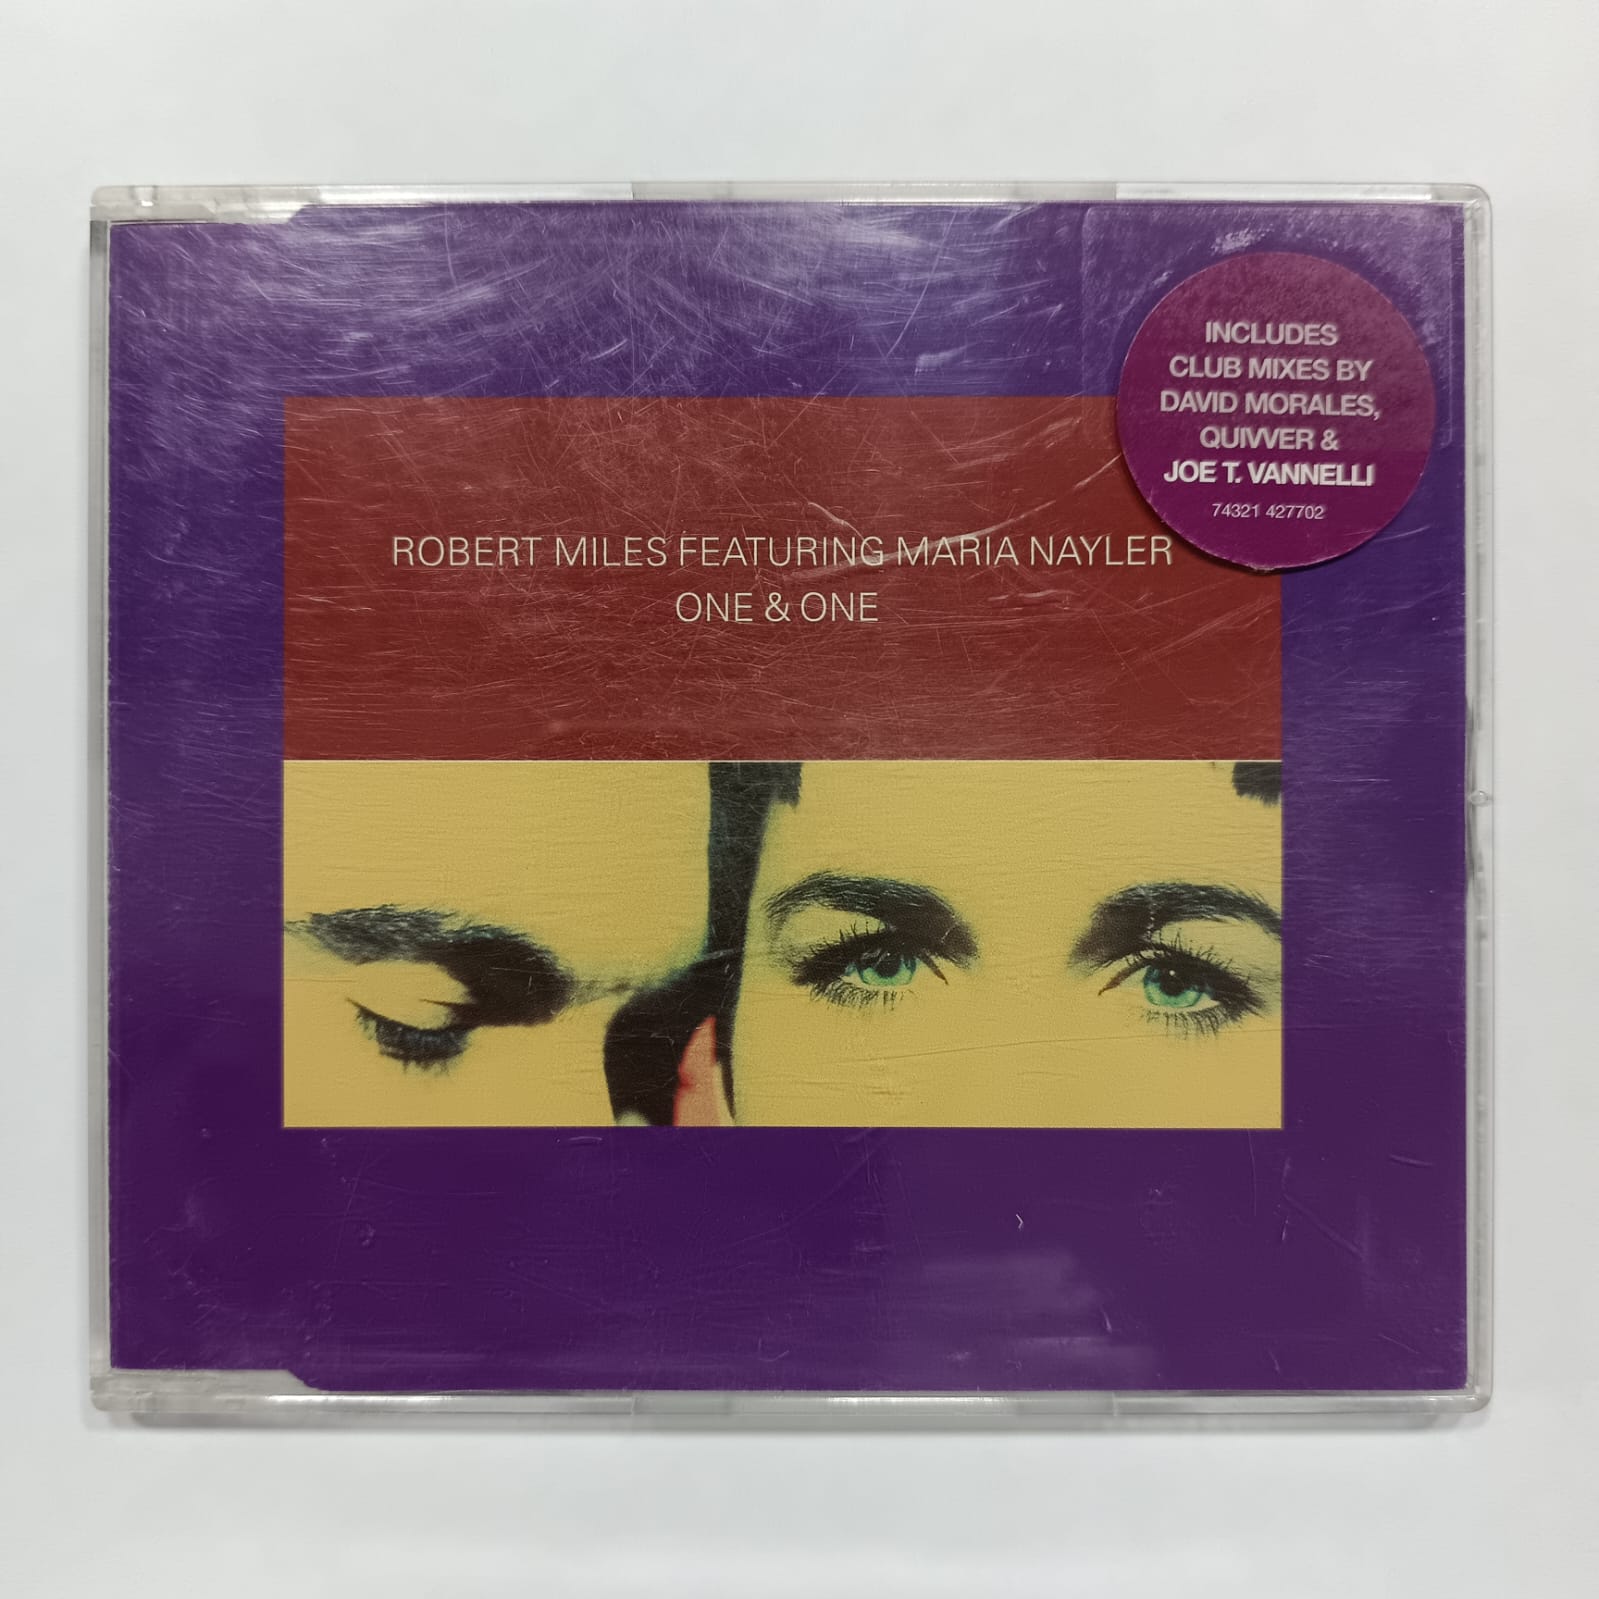 INCLUDES
CLUB MIXES BY
DAVID MORALES,
QUIVVER &
JOE T. VANNELLI
74321 427702
ROBERT MILES FEATURING MARIA NAYLER
ONE & ONE